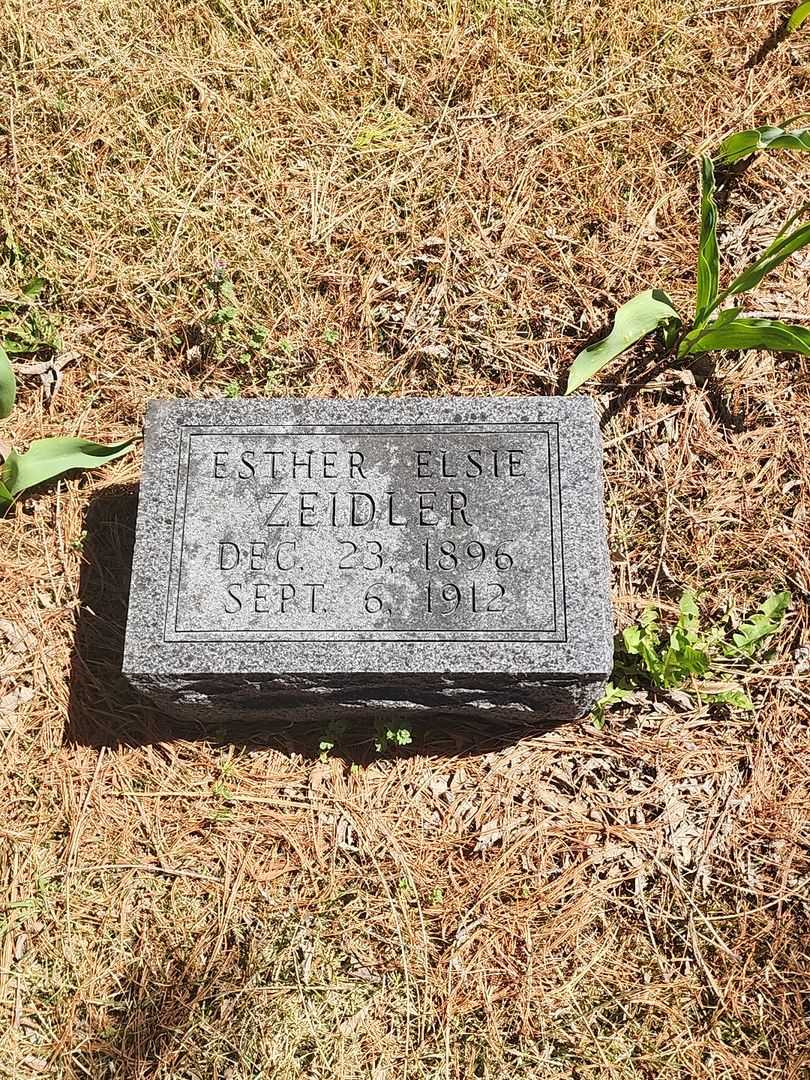 ESTHER ELSIE
ZEIDLER
DEC. 23, 1896
SEPT. 6, 1912